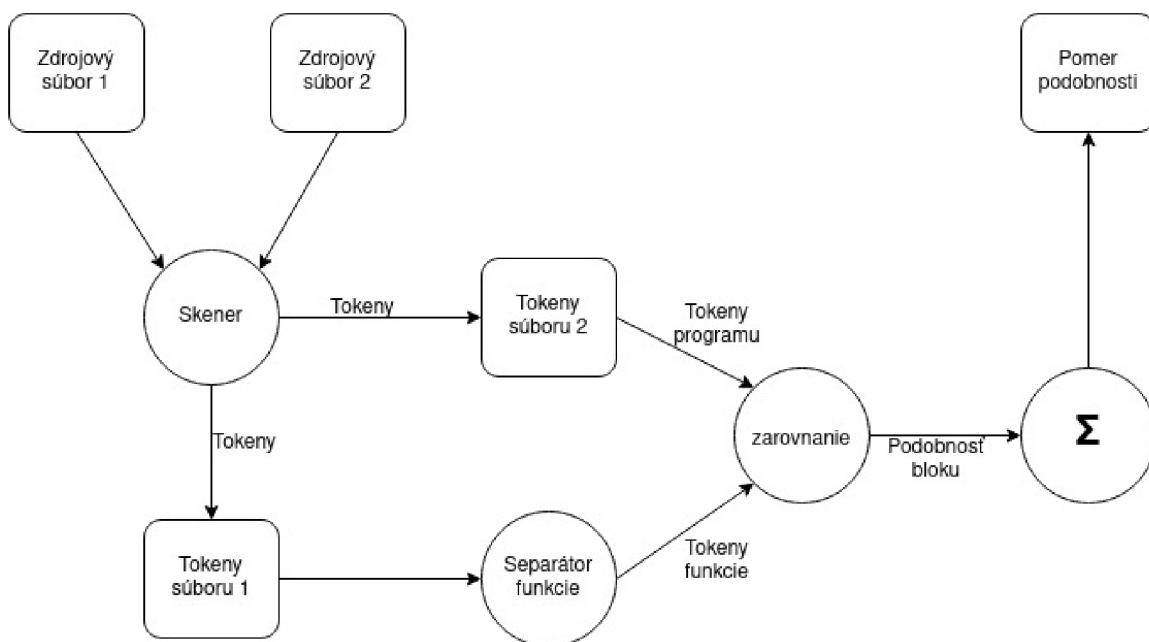 Zdrojový
súbor 1
Zdrojový
súbor 2
Pomer
podobnosti
Skener
Tokeny
Tokeny
súboru 2
Tokeny
programu
zarovnanie
Podobnosť
bloku
Σ
Tokeny
Tokeny
súboru 1
Separátor
funkcie
Tokeny
funkcie